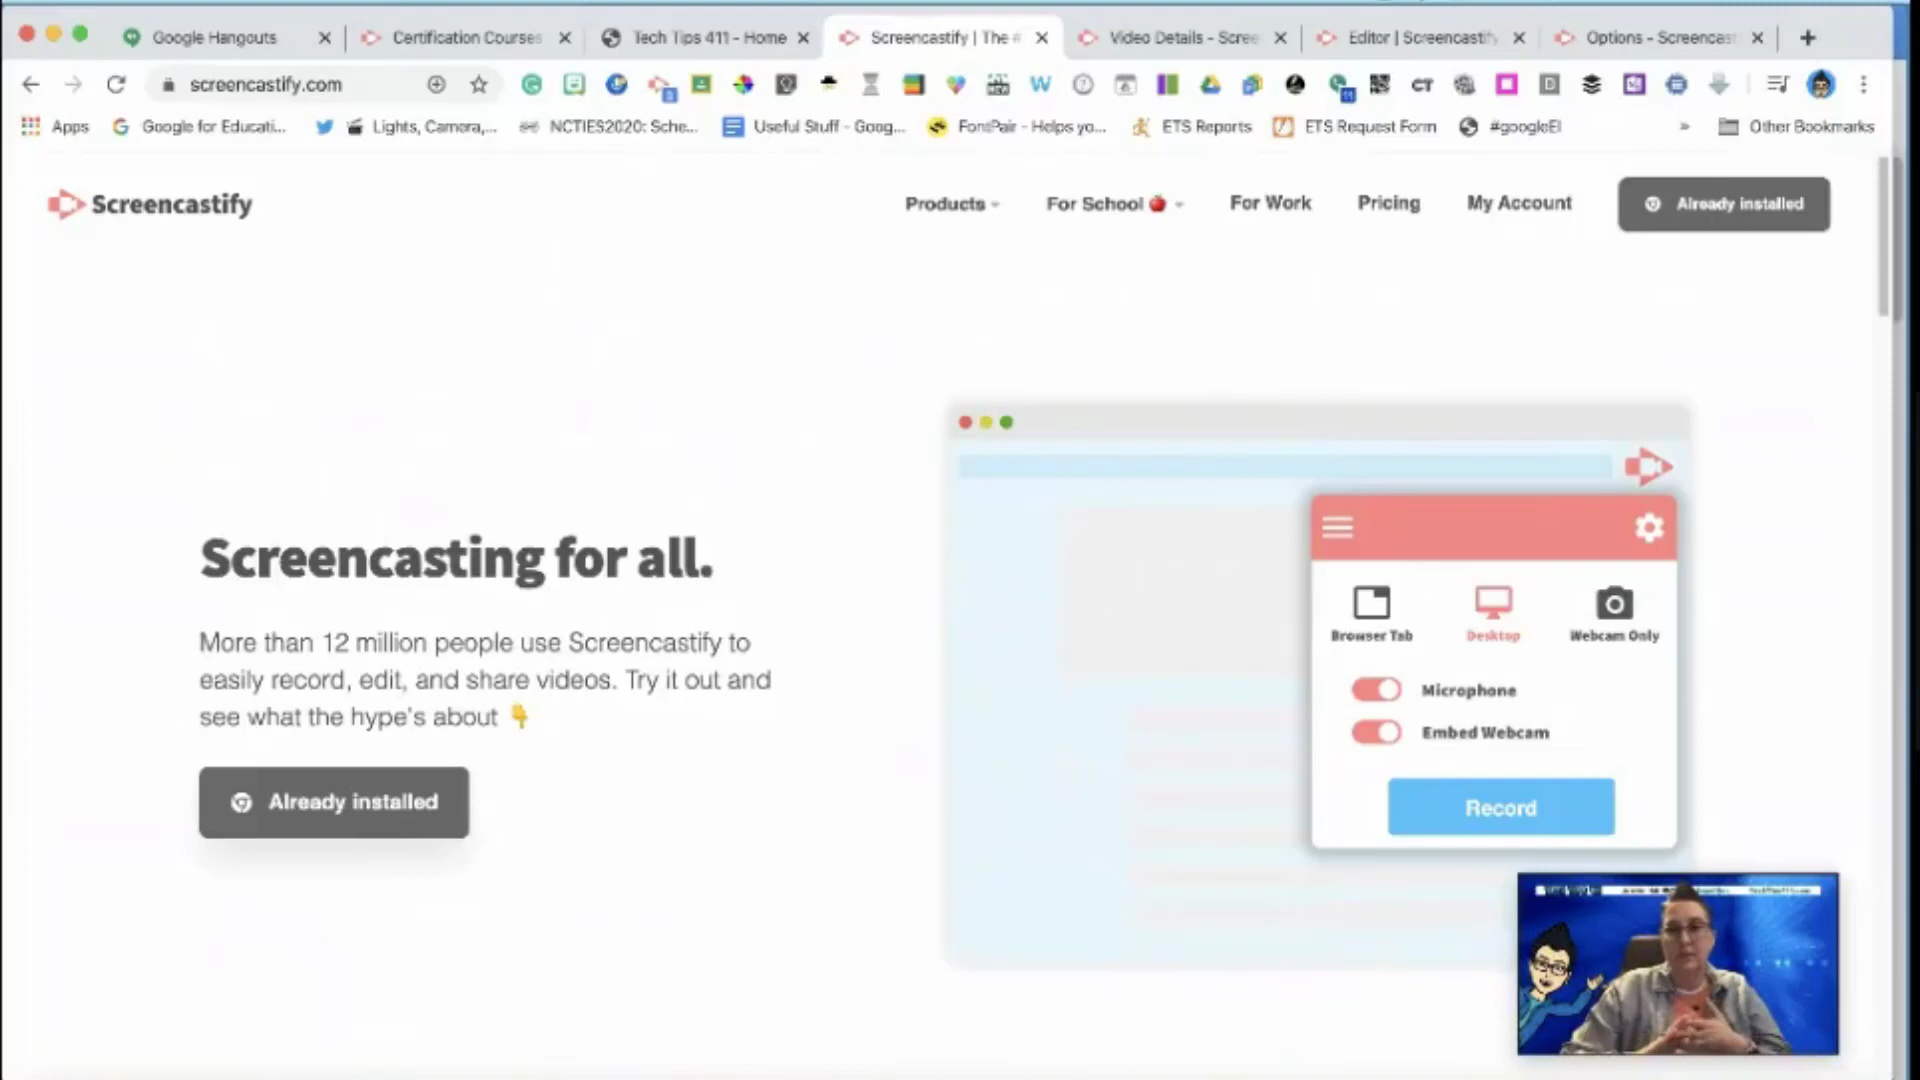 Google Hangouts
Certification Courses
Tech Tips 411 - Home
Screencastify | The #
Video Details - Scree
Editor | Screencastify
Options - Screencast
screencastify.com
Apps
Google for Educati...
Lights, Camera,...
NCTIES2020: Sche...
Useful Stuff - Goog...
FontPair - Helps yo...
ETS Reports
ETS Request Form
#googleEI
Other Bookmarks
Screencastify
Products
For School
For Work
Pricing
My Account
Already installed
Screencasting for all.
More than 12 million people use Screencastify to
easily record, edit, and share videos. Try it out and
see what the hype's about
Already installed
Browser Tab
Desktop
Webcam Only
Microphone
Embed Webcam
Record